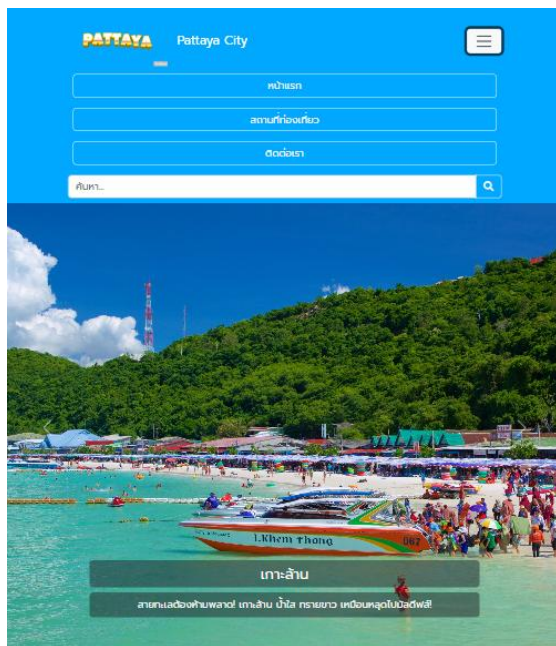 PATTAYA Pattaya City
หน้าแรก
สถานที่ท่องเที่ยว
ติดต่อเรา
ค้นหา...
J.Khem Thong
067
เกาะล้าน
สายทะเลต้องห้ามพลาด! เกาะล้าน น้ำใส ทรายขาว เหมือนหลุดไปมัลดีฟส์!